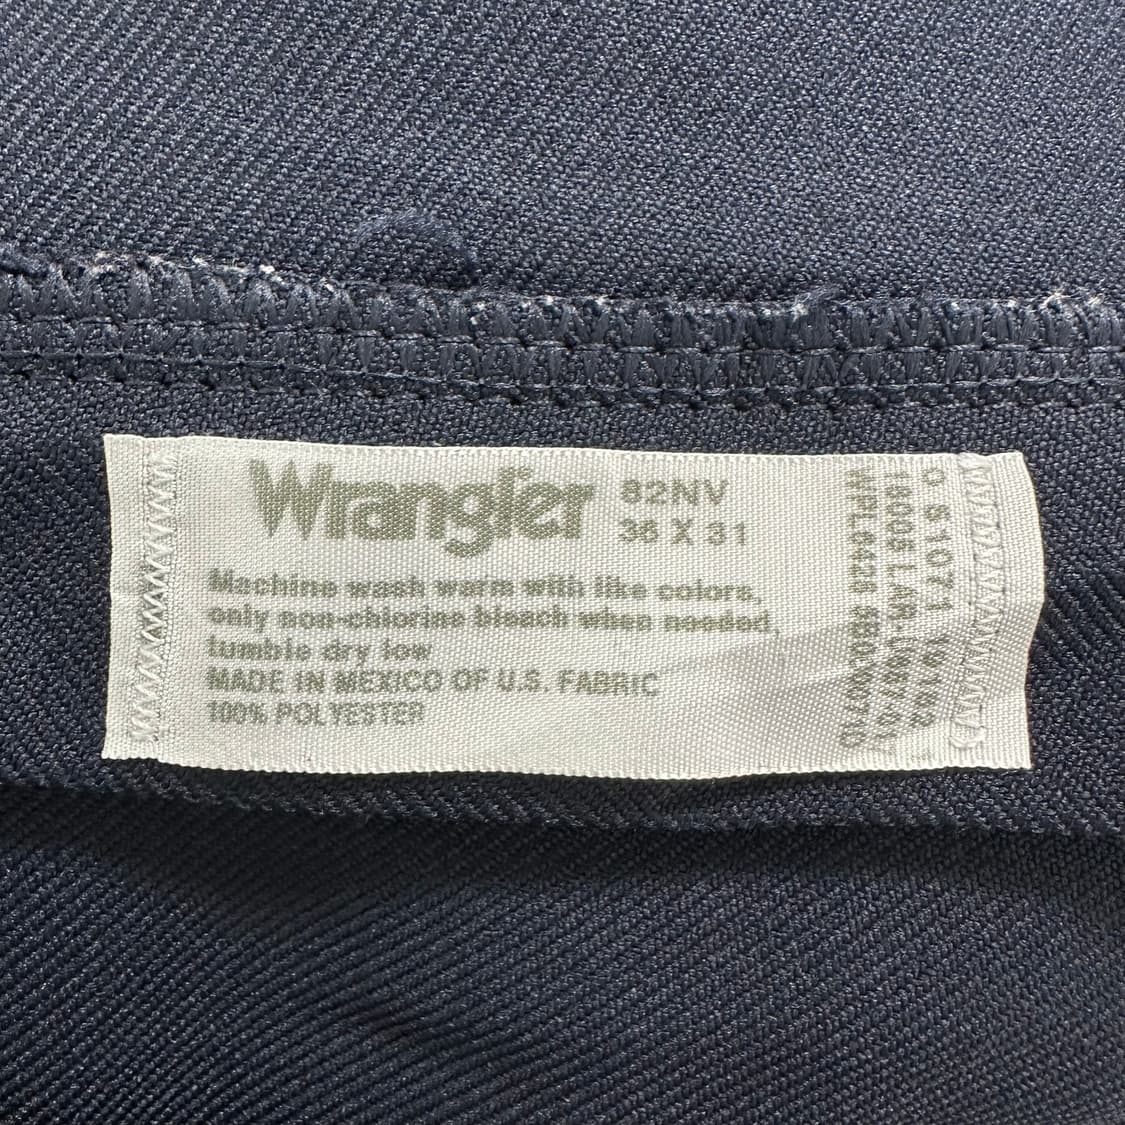 Wrangler
82NV
36 X 31
Machine wash warm with like colors,
only non-chlorine bleach when needed,
tumble dry low
MADE IN MEXICO OF U.S. FABRIC
100% POLYESTER